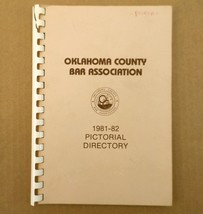 OKLAHOMA COUNTY
BAR ASSOCIATION
1981-82
PICTORIAL
DIRECTORY